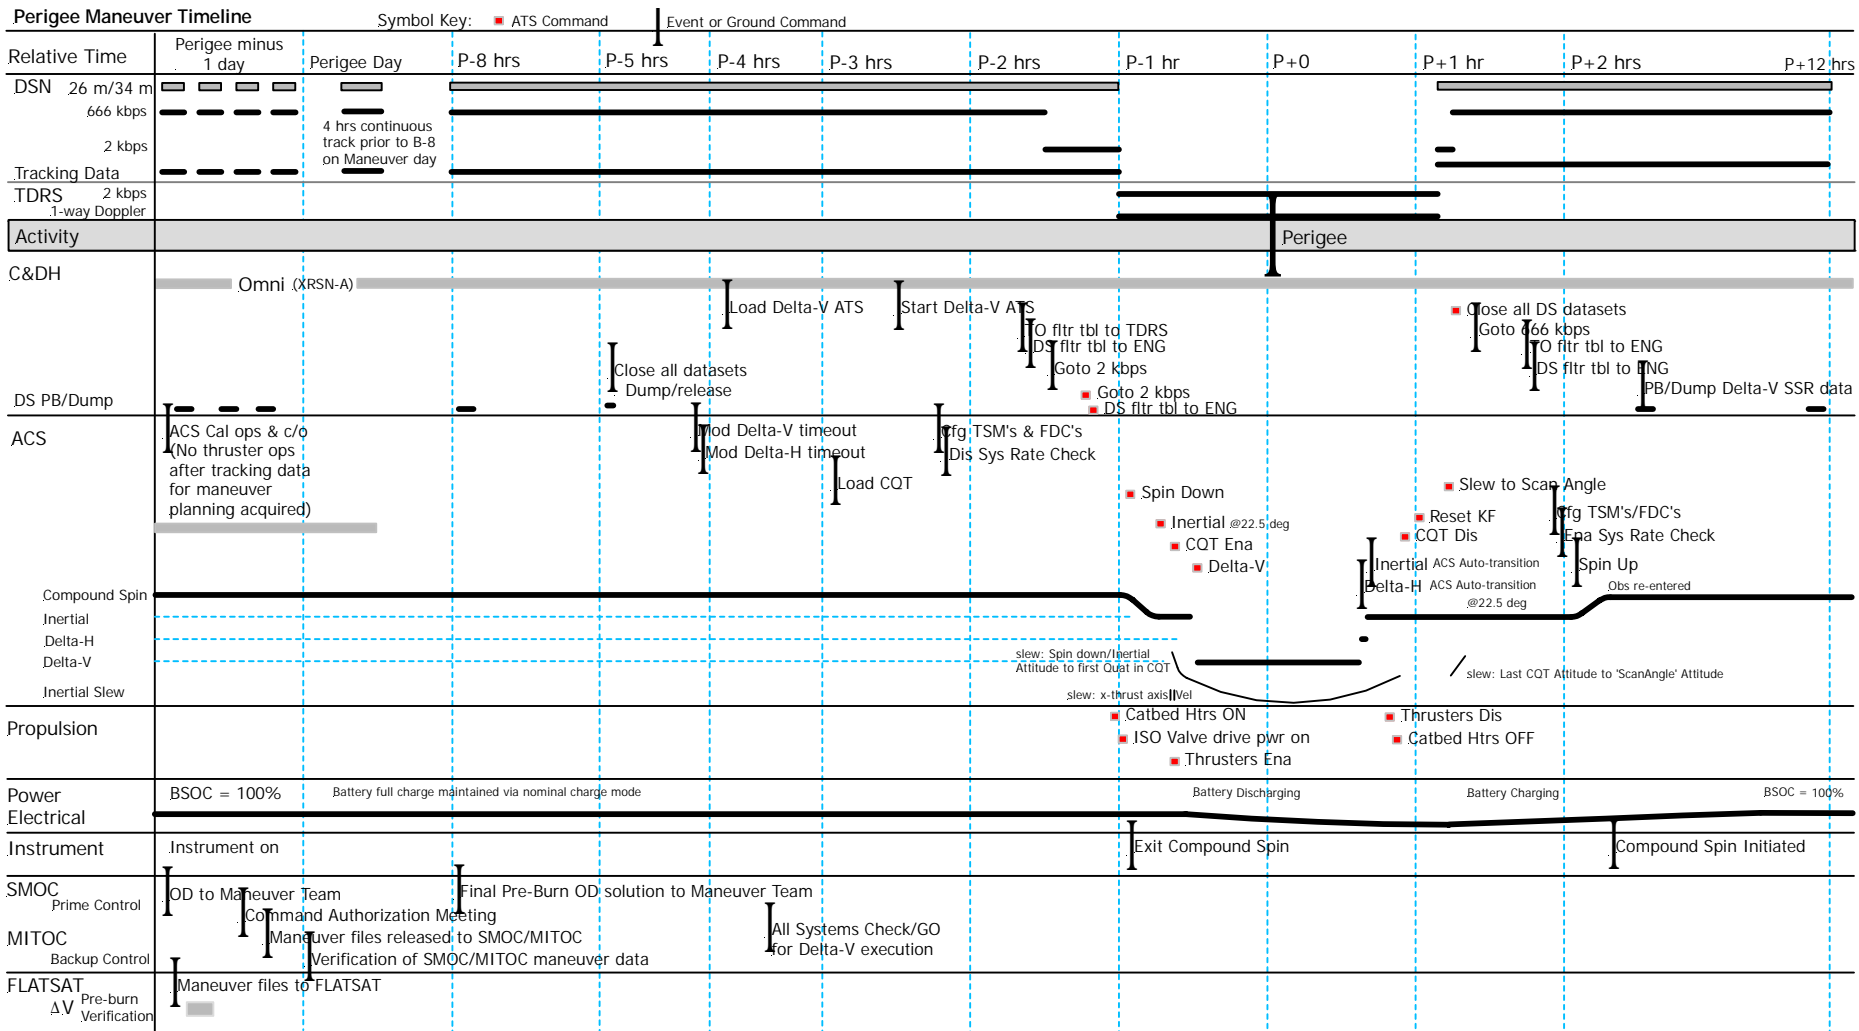 Perigee Maneuver Timeline
Symbol Key: ATS Command Event or Ground Command
Relative Time
Perigee minus
1 day
Perigee Day
P-8 hrs
P-5 hrs
P-4 hrs
P-3 hrs
P-2 hrs
P-1 hr
P+0
P+1 hr
P+2 hrs
P+12 hrs
DSN 26 m/34 m
666 kbps
4 hrs continuous
track prior to B-8
on Maneuver day
2 kbps
Tracking Data
TDRS 2 kbps
1-way Doppler
Activity
Perigee
C&DH
Omni (XRSN-A)
Load Delta-V ATS
Start Delta-V ATS
TO fltr tbl to TDRS
DS fltr tbl to ENG
Goto 2 kbps
Close all datasets
Dump/release
Goto 2 kbps
DS fltr tbl to ENG
Close all DS datasets
Goto 666 kbps
TO fltr tbl to ENG
DS fltr tbl to ENG
PB/Dump Delta-V SSR data
DS PB/Dump
ACS
ACS Cal ops & c/o
(No thruster ops
after tracking data
for maneuver
planning acquired)
Mod Delta-V timeout
Mod Delta-H timeout
Load CQT
Cfg TSM's & FDC's
Dis Sys Rate Check
Spin Down
Inertial @22.5 deg
CQT Ena
Delta-V
Slew to Scan Angle
Reset KF
CQT Dis
Inertial ACS Auto-transition
Delta-H ACS Auto-transition
@22.5 deg
Cfg TSM's/FDC's
Ena Sys Rate Check
Spin Up
Obs re-entered
Compound Spin
Inertial
Delta-H
Delta-V
Inertial Slew
slew: Spin down/Inertial
Attitude to first Quat in CQT
slew: x-thrust axis||Vel
slew: Last CQT Attitude to 'ScanAngle' Attitude
Propulsion
Catbed Htrs ON
ISO Valve drive pwr on
Thrusters Ena
Thrusters Dis
Catbed Htrs OFF
Power
Electrical
BSOC = 100%
Battery full charge maintained via nominal charge mode
Battery Discharging
Battery Charging
BSOC = 100%
Instrument
Instrument on
Exit Compound Spin
Compound Spin Initiated
SMOC
Prime Control
MITOC
Backup Control
OD to Maneuver Team
Command Authorization Meeting
Maneuver files released to SMOC/MITOC
Verification of SMOC/MITOC maneuver data
Final Pre-Burn OD solution to Maneuver Team
All Systems Check/GO
for Delta-V execution
FLATSAT
ΔV Pre-burn
Verification
Maneuver files to FLATSAT